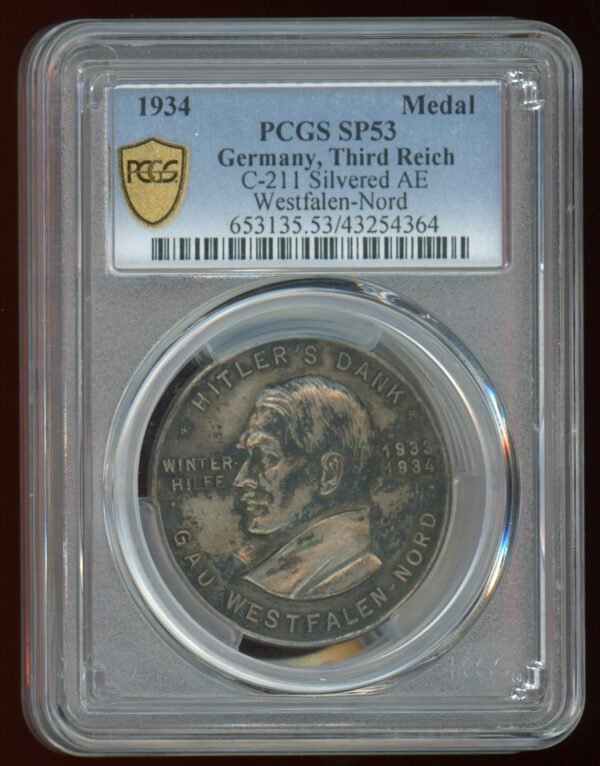 1934 Medal
PCGS SP53
Germany, Third Reich
C-211 Silvered AE
Westfalen-Nord
653135.53/43254364
PCGS
* HITLER'S DANK *
WINTER-
HILFE
1933
1934
· GAU WESTFALEN-NORD ·
PCGS